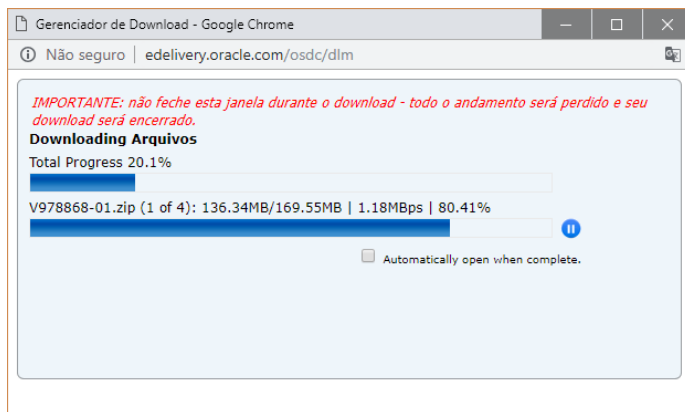 Gerenciador de Download - Google Chrome
Não seguro | edelivery.oracle.com/osdc/dlm
IMPORTANTE: não feche esta janela durante o download - todo o andamento será perdido e seu
download será encerrado.
Downloading Arquivos
Total Progress 20.1%
V978868-01.zip (1 of 4): 136.34MB/169.55MB | 1.18MBps | 80.41%
Automatically open when complete.